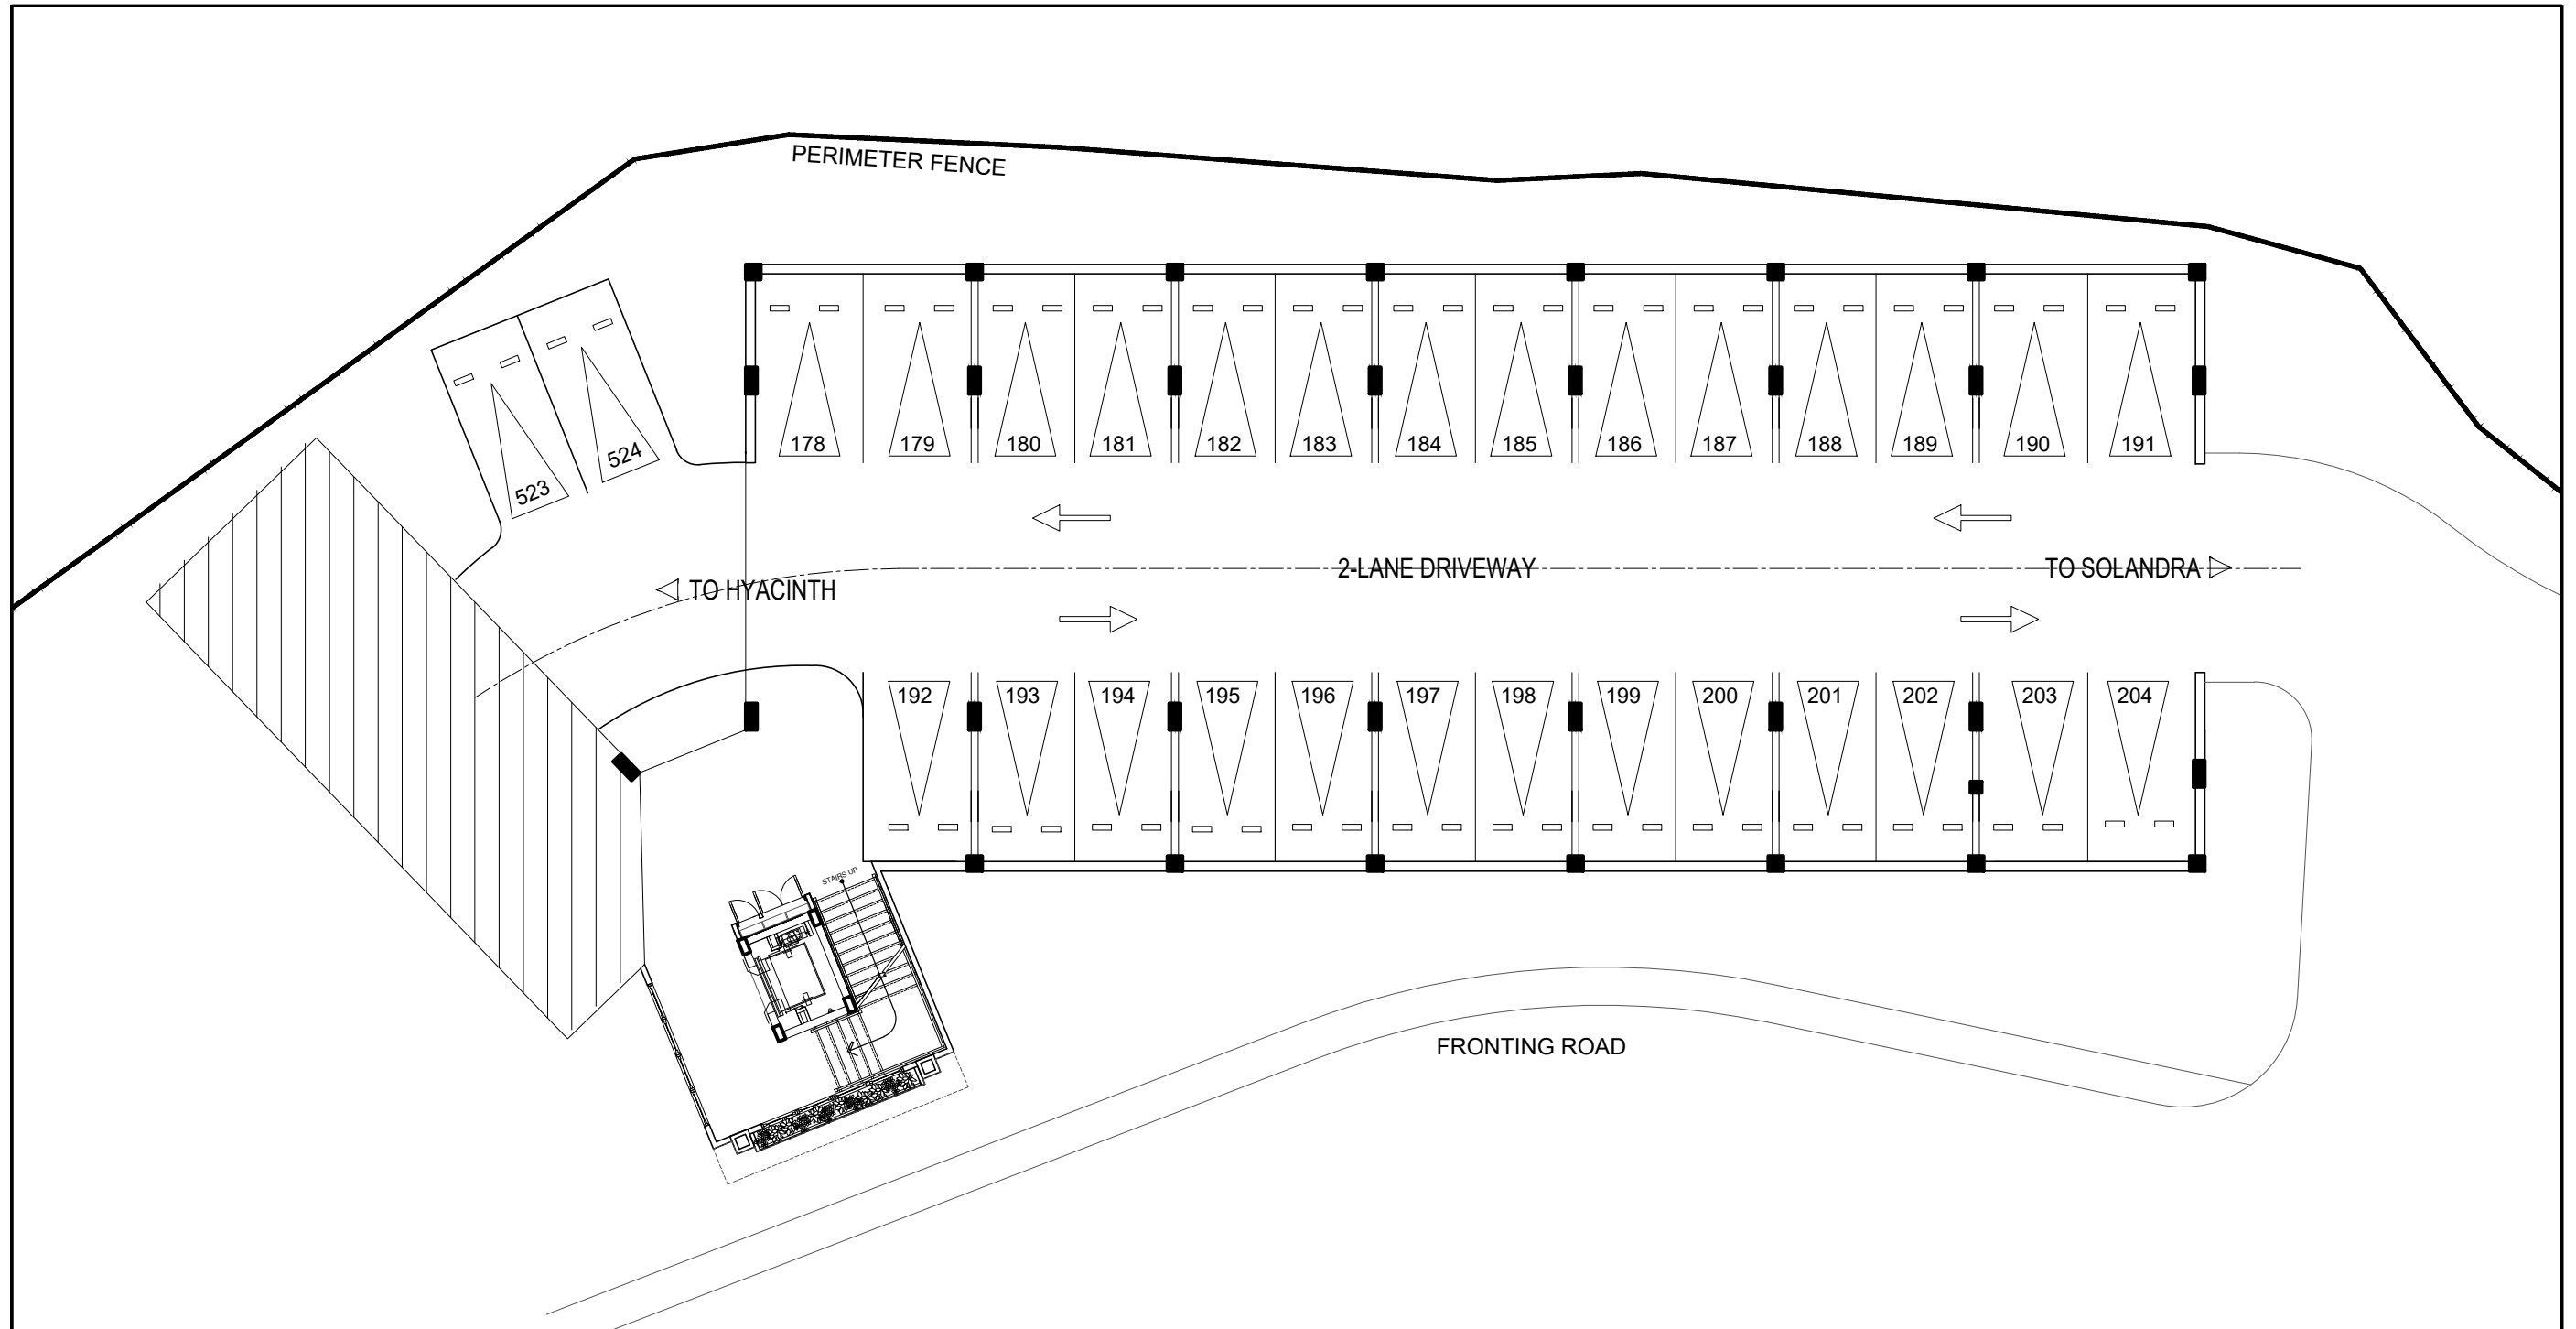 PERIMETER FENCE
178 179 180 181 182 183 184 185 186 187 188 189 190 191
524
523
2-LANE DRIVEWAY
TO SOLANDRA
TO HYACINTH
192 193 194 195 196 197 198 199 200 201 202 203 204
STAIRS UP
FRONTING ROAD